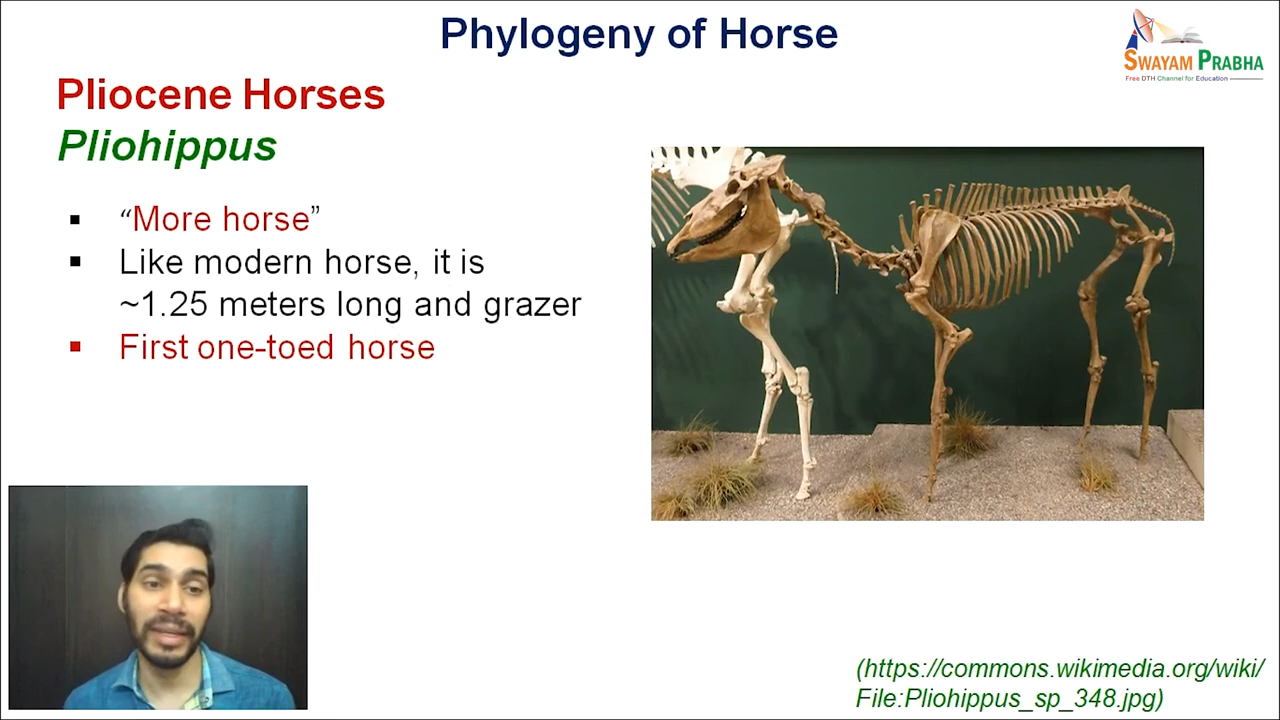 Phylogeny of Horse
SWAYAM PRABHA
Free DTH Channel for Education
Pliocene Horses
Pliohippus
▪ “More horse”
▪ Like modern horse, it is
~1.25 meters long and grazer
▪ First one-toed horse
(https://commons.wikimedia.org/wiki/
File:Pliohippus_sp_348.jpg)